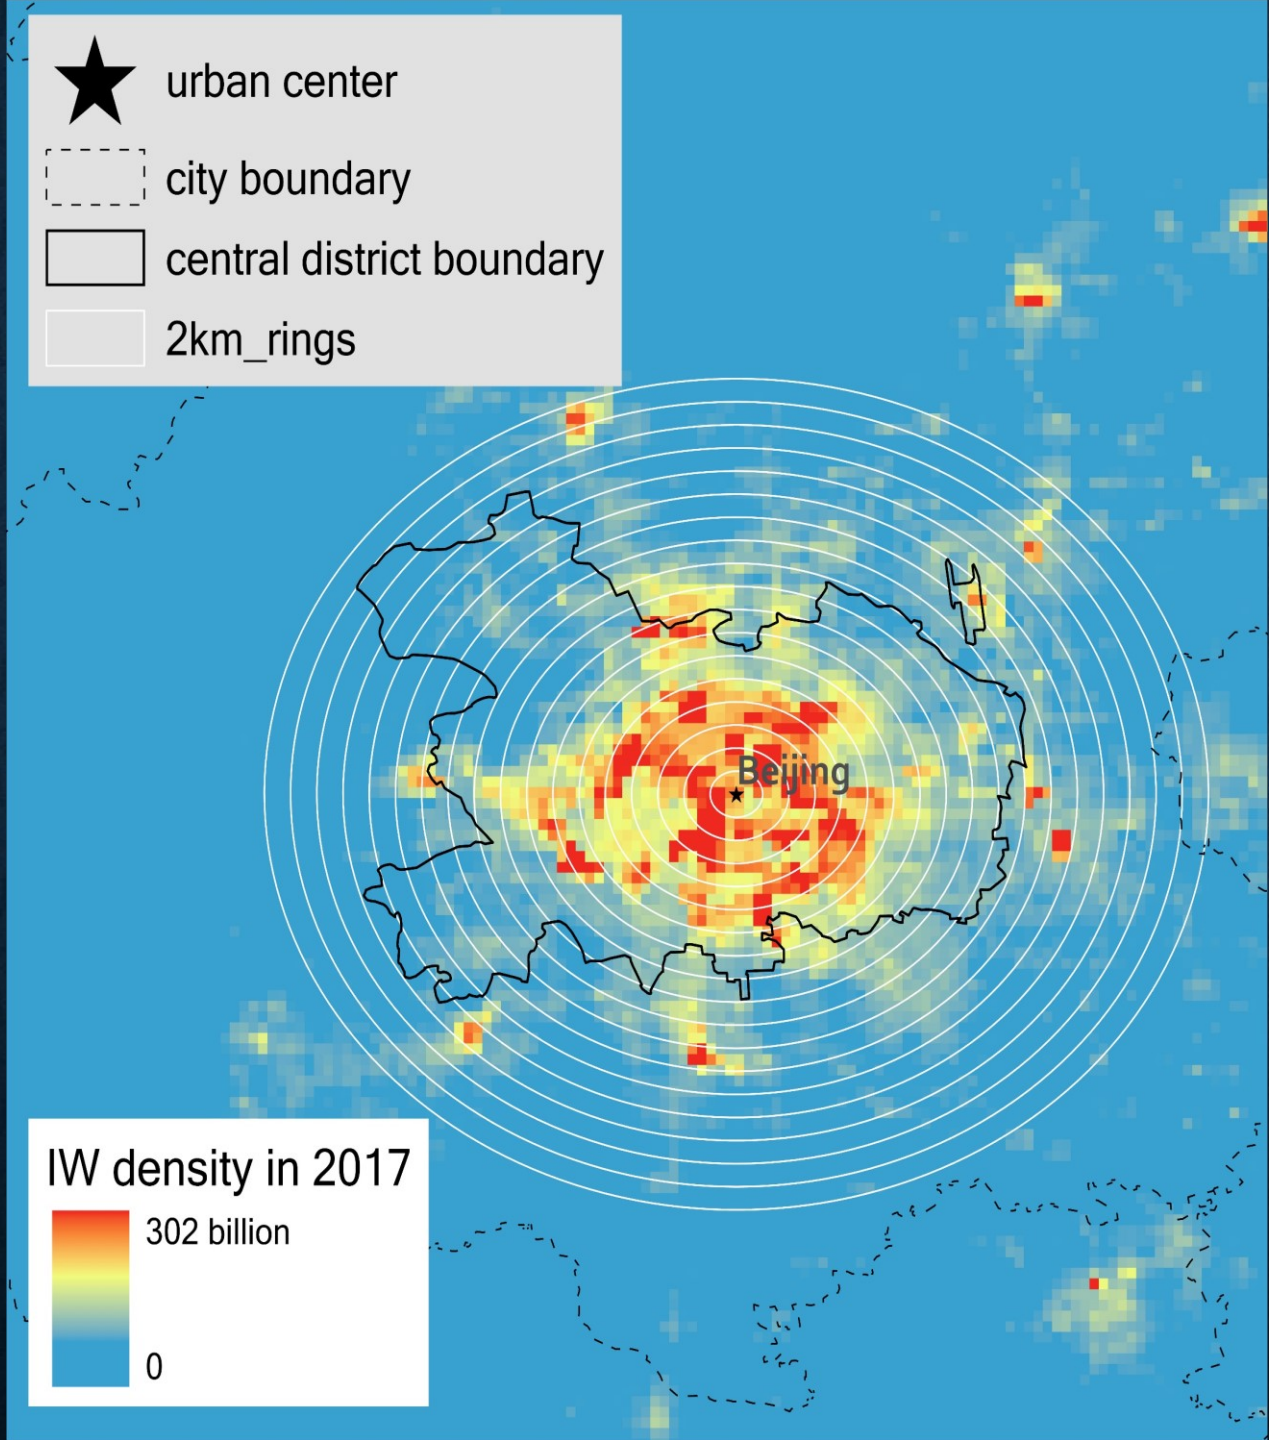 urban center
city boundary
central district boundary
2km_rings
Beijing
IW density in 2017
302 billion
0